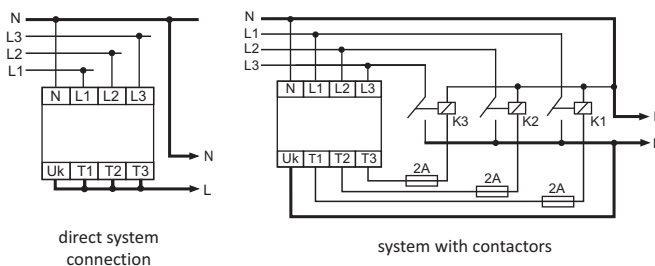 N
L3
L2
L1
N L1 L2 L3
Uk T1 T2 T3
N
L
direct system
connection
N
L1
L2
L3
N L1 L2 L3
Uk T1 T2 T3
K3 K2 K1
2A
2A
2A
system with contactors